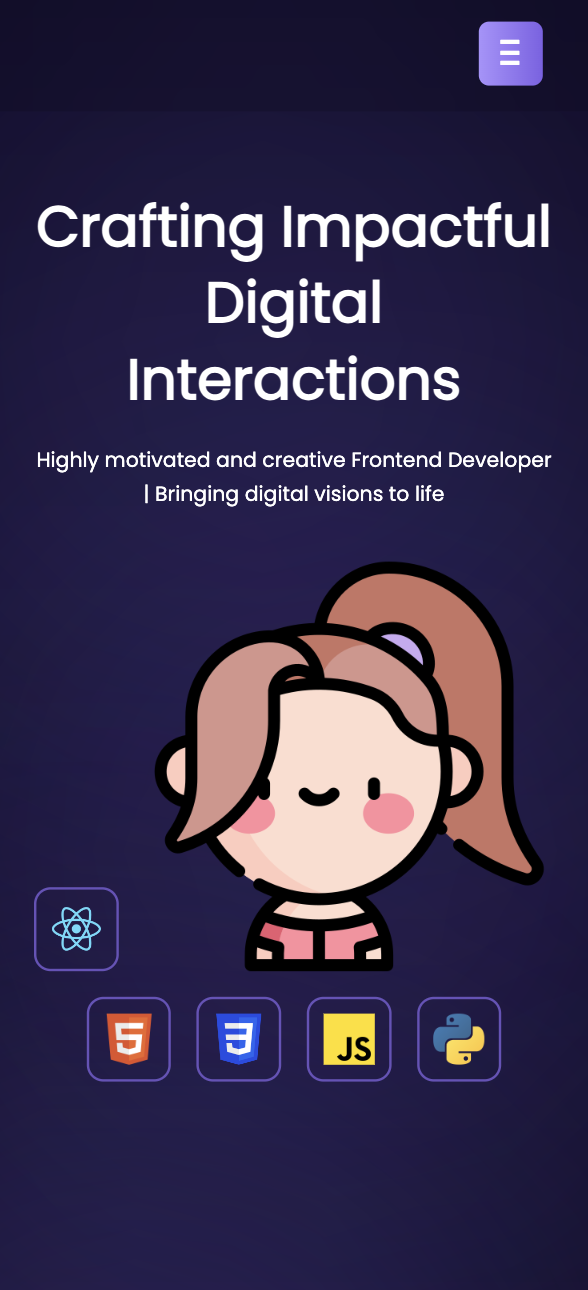 Crafting Impactful
Digital
Interactions
Highly motivated and creative Frontend Developer
| Bringing digital visions to life
5
3
JS